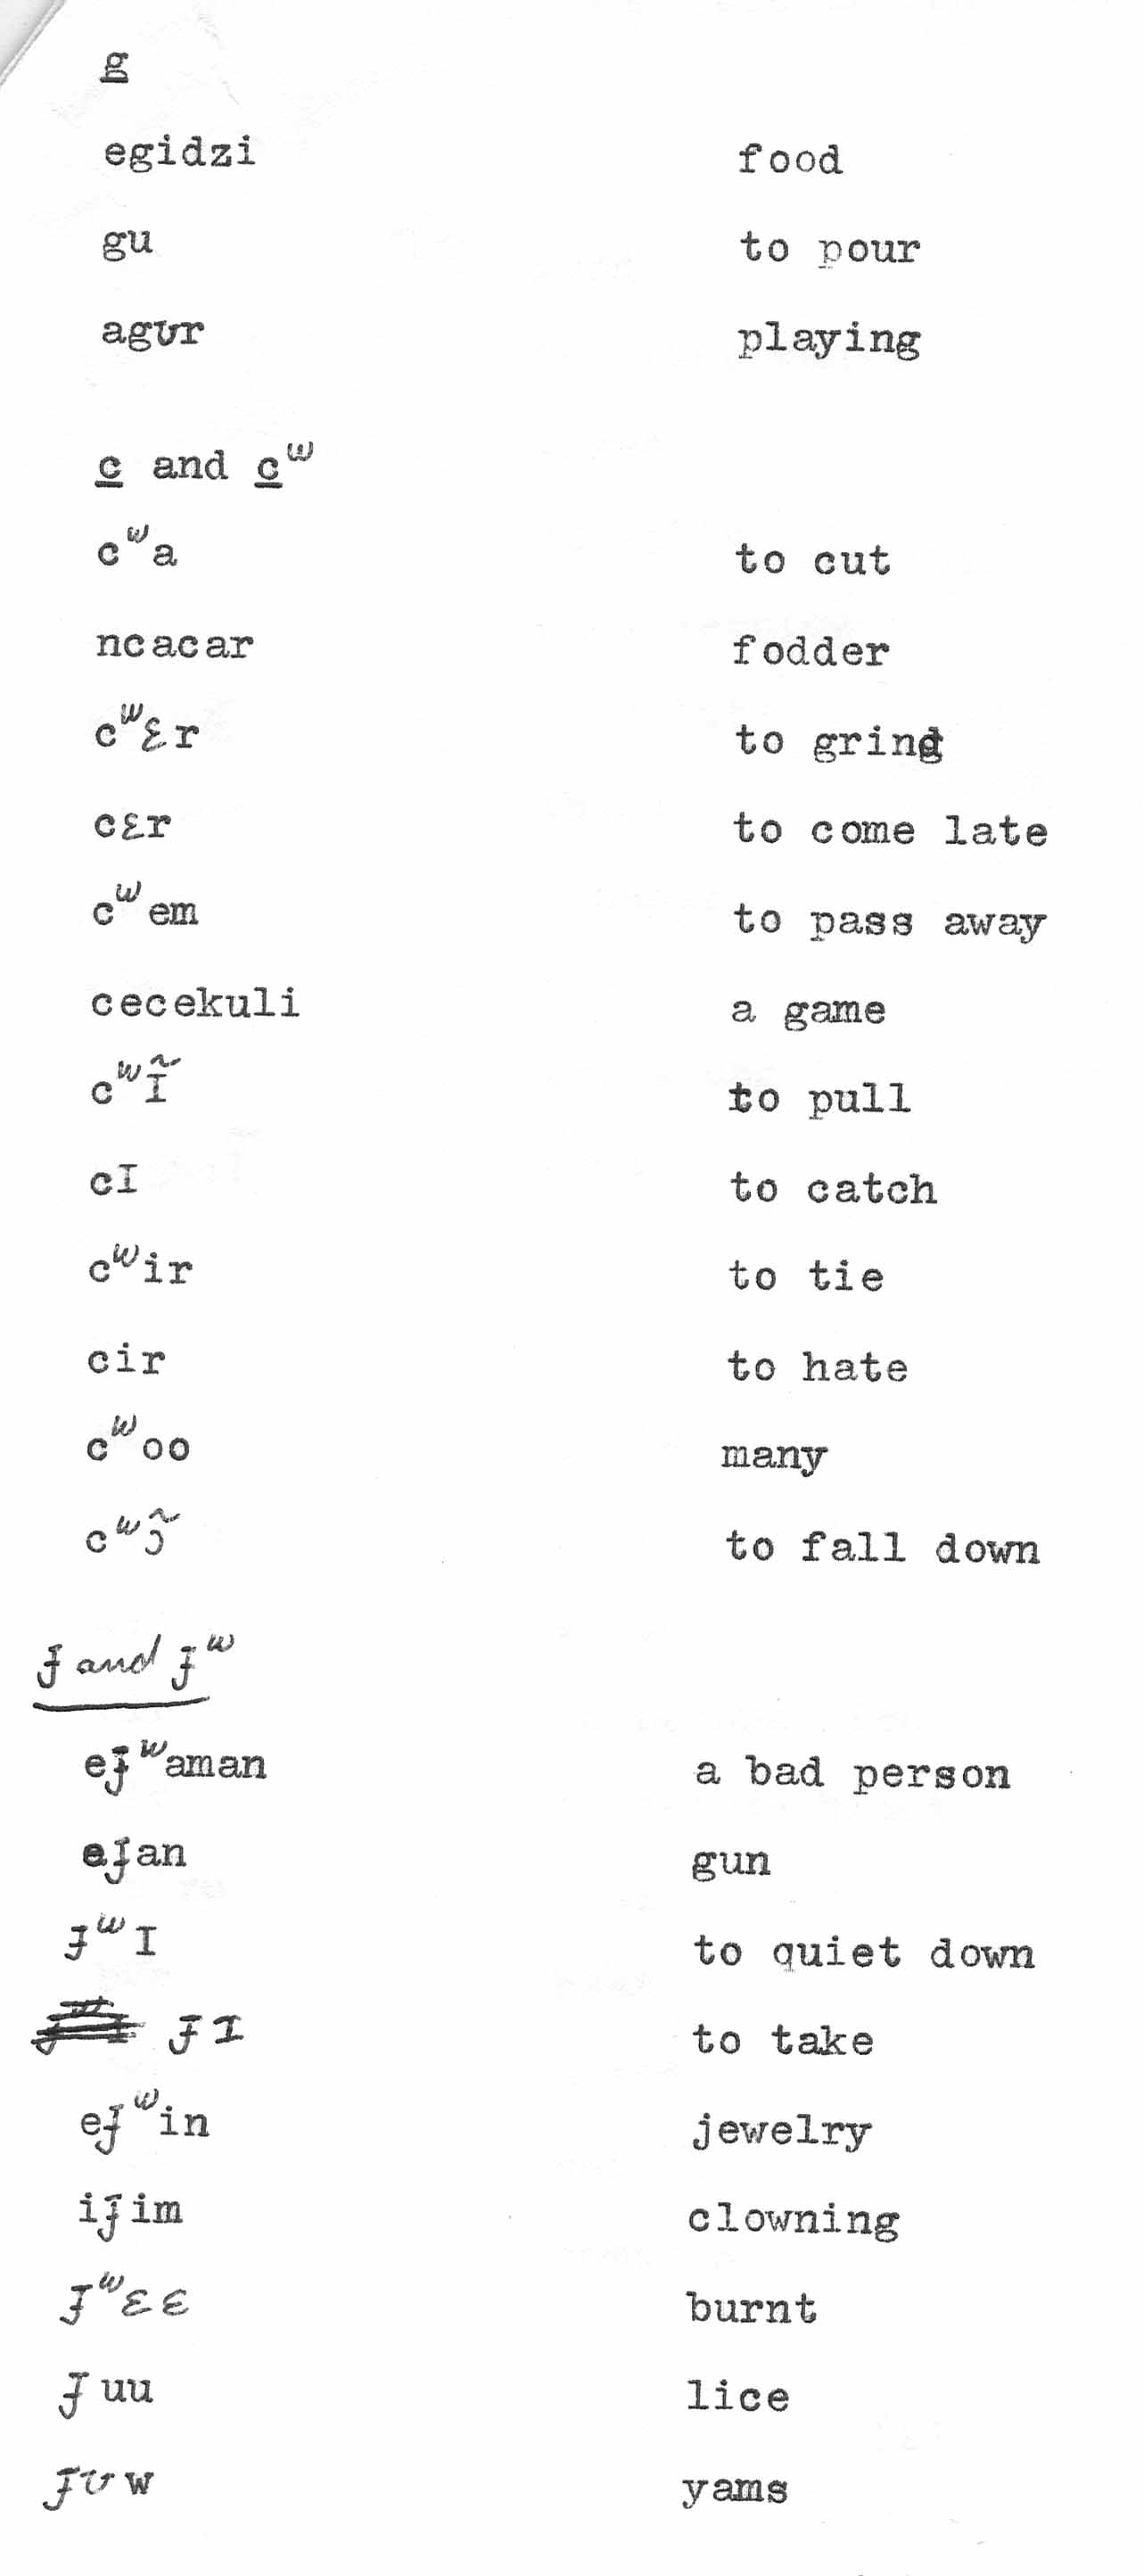 g
egidzi food
gu to pour
agʊr playing
c and cʷ
cʷa to cut
ncacar fodder
cʷɛr to grind
cɛr to come late
cʷem to pass away
cecekuli a game
cʷɪ̃ to pull
cɪ to catch
cʷir to tie
cir to hate
cʷoo many
cʷɔ̃ to fall down
ɟ and ɟʷ
eɟʷaman a bad person
eɟan gun
ɟʷɪ to quiet down
ɟɪ to take
eɟʷin jewelry
iɟim clowning
ɟʷɛɛ burnt
ɟuu lice
ɟʊw yams